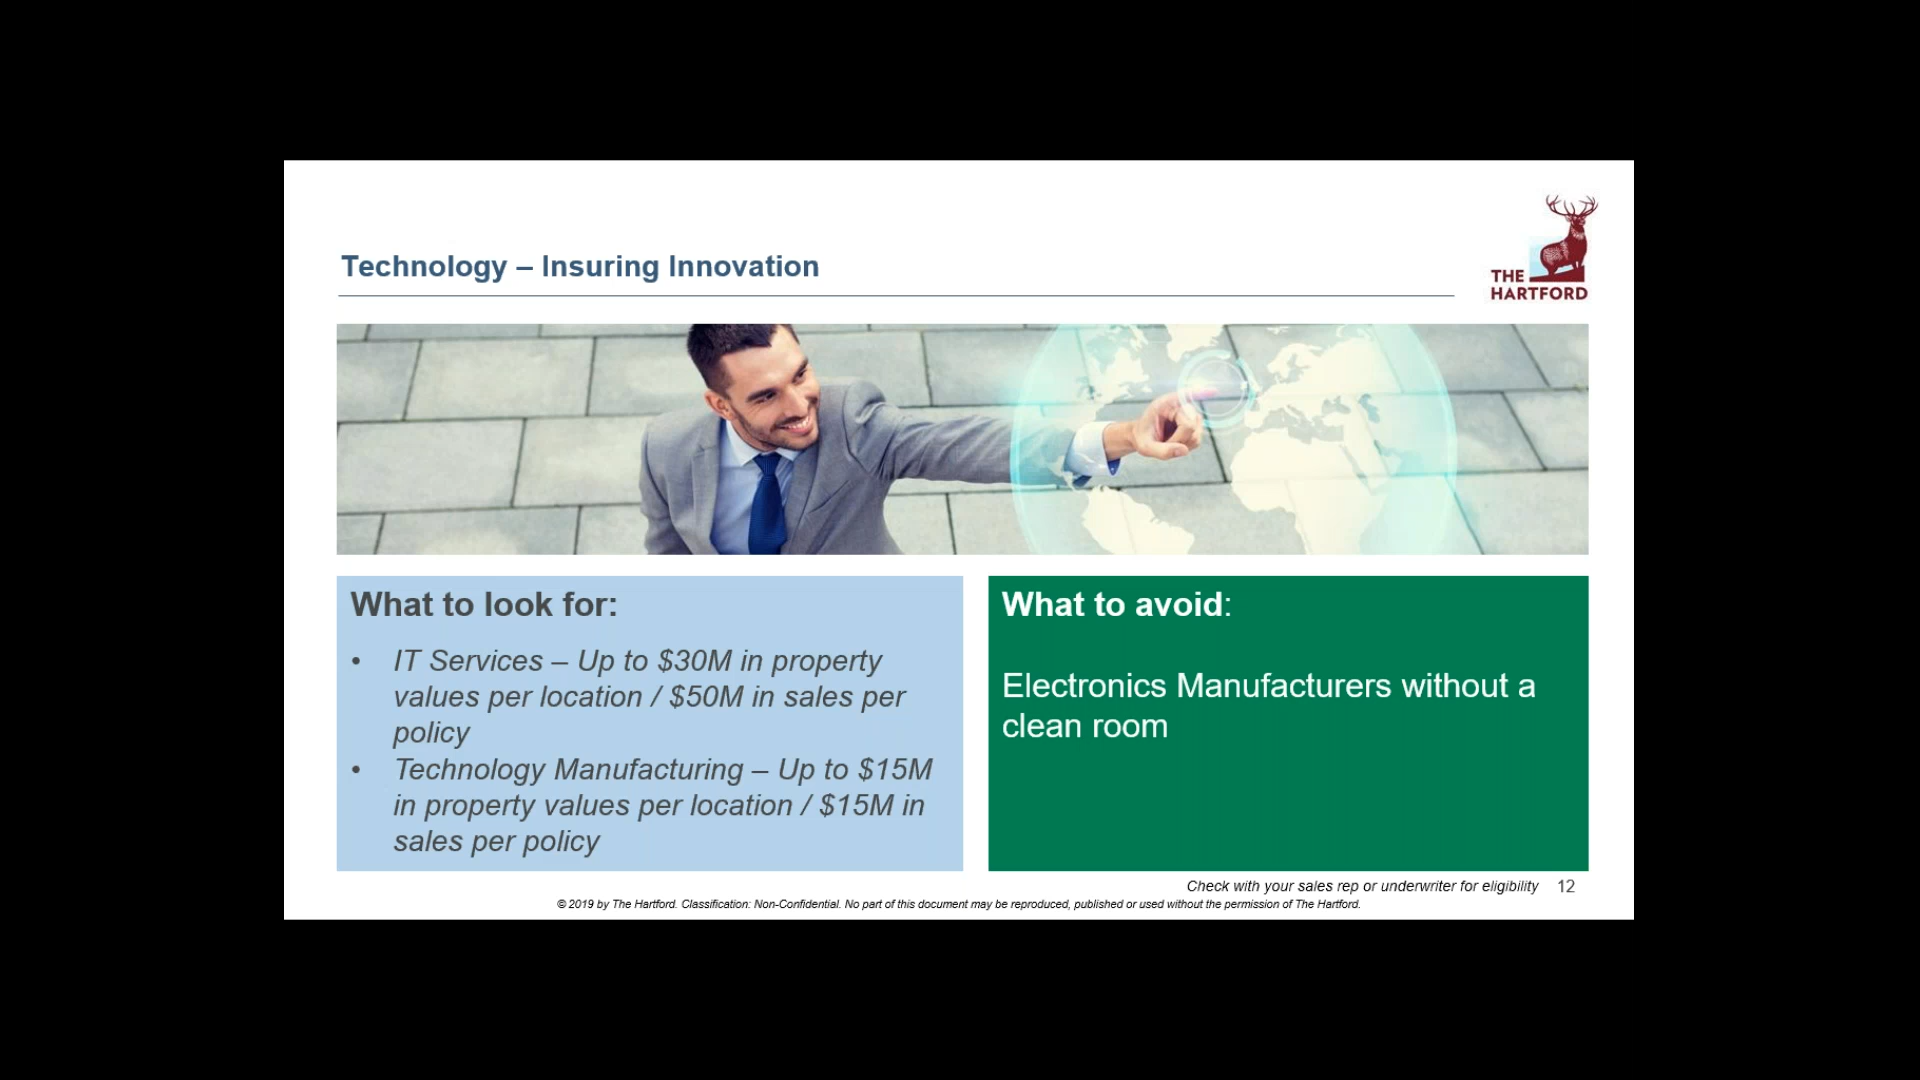 THE
HARTFORD
Technology – Insuring Innovation
What to look for:
• IT Services – Up to $30M in property
values per location / $50M in sales per
policy
• Technology Manufacturing – Up to $15M
in property values per location / $15M in
sales per policy
What to avoid:
Electronics Manufacturers without a
clean room
Check with your sales rep or underwriter for eligibility 12
© 2019 by The Hartford. Classification: Non-Confidential. No part of this document may be reproduced, published or used without the permission of The Hartford.